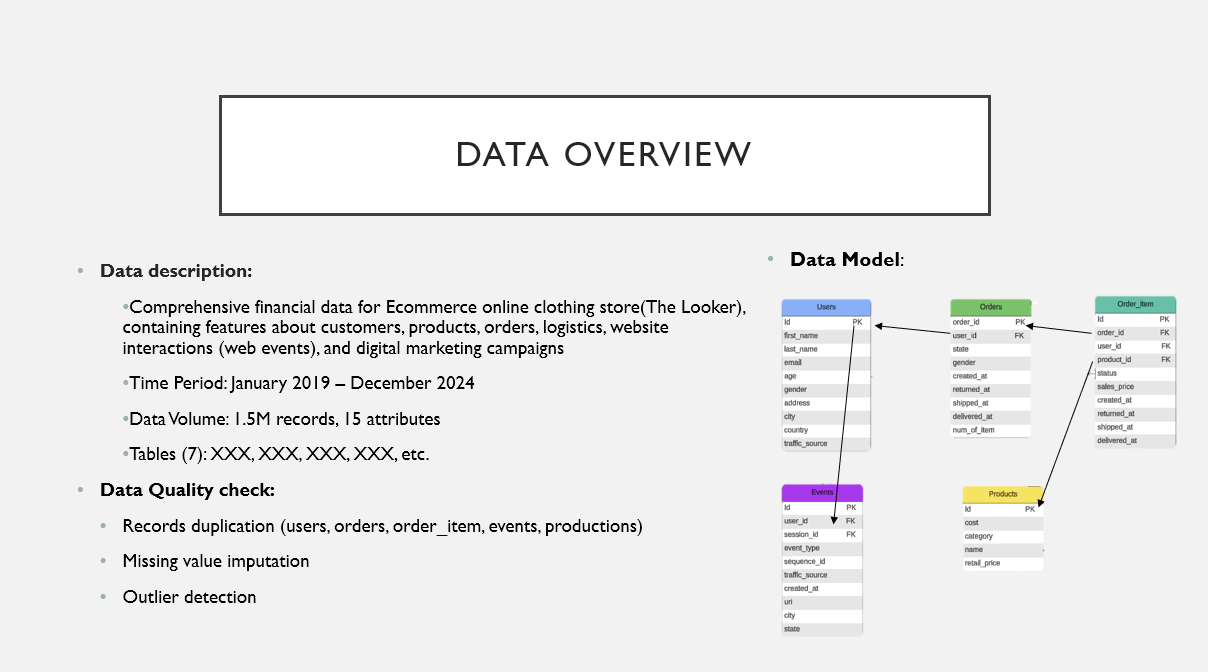 DATA OVERVIEW
• Data description:
•Comprehensive financial data for Ecommerce online clothing store(The Looker),
containing features about customers, products, orders, logistics, website
interactions (web events), and digital marketing campaigns
•Time Period: January 2019 – December 2024
•Data Volume: 1.5M records, 15 attributes
•Tables (7): XXX, XXX, XXX, XXX, etc.
• Data Quality check:
• Records duplication (users, orders, order_item, events, productions)
• Missing value imputation
• Outlier detection
• Data Model:
Users
Id PK
first_name
last_name
email
age
gender
address
city
country
traffic_source
Orders
order_id PK
user_id FK
state
gender
created_at
returned_at
shipped_at
delivered_at
num_of_item
Order_Item
Id PK
order_id FK
user_id FK
product_id FK
status
sales_price
created_at
returned_at
shipped_at
delivered_at
Events
Id PK
user_id FK
session_id FK
event_type
sequence_id
traffic_source
created_at
uri
city
state
Products
Id PK
cost
category
name
retail_price